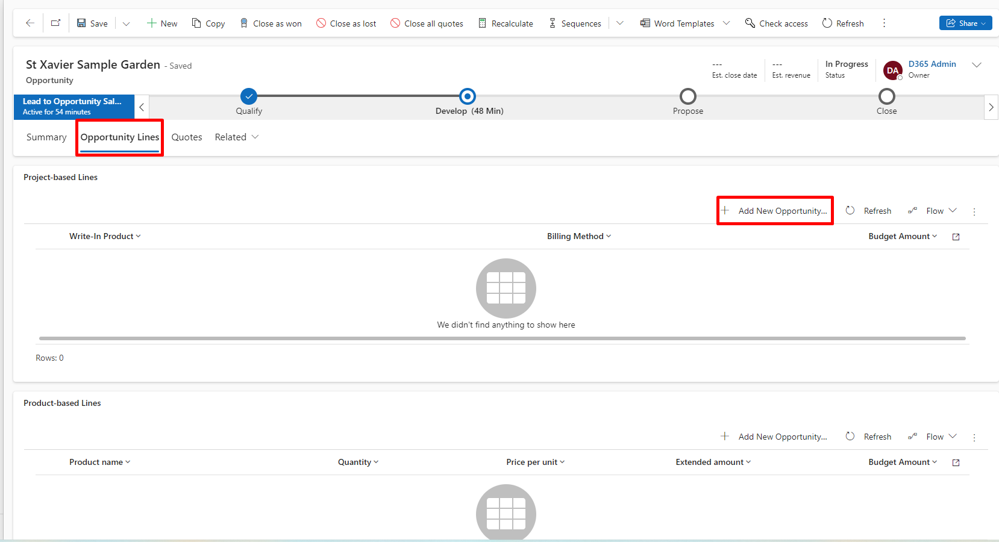 Save New Copy Close as won Close as lost Close all quotes Recalculate Sequences Word Templates Check access Refresh Share
St Xavier Sample Garden - Saved
Opportunity
--- Est. close date
--- Est. revenue
In Progress Status
DA D365 Admin Owner
Lead to Opportunity Sal...
Active for 54 minutes
Qualify Develop (48 Min) Propose Close
Summary Opportunity Lines Quotes Related
Project-based Lines
Add New Opportunity... Refresh Flow
Write-In Product Billing Method Budget Amount
We didn't find anything to show here
Rows: 0
Product-based Lines
Add New Opportunity... Refresh Flow
Product name Quantity Price per unit Extended amount Budget Amount